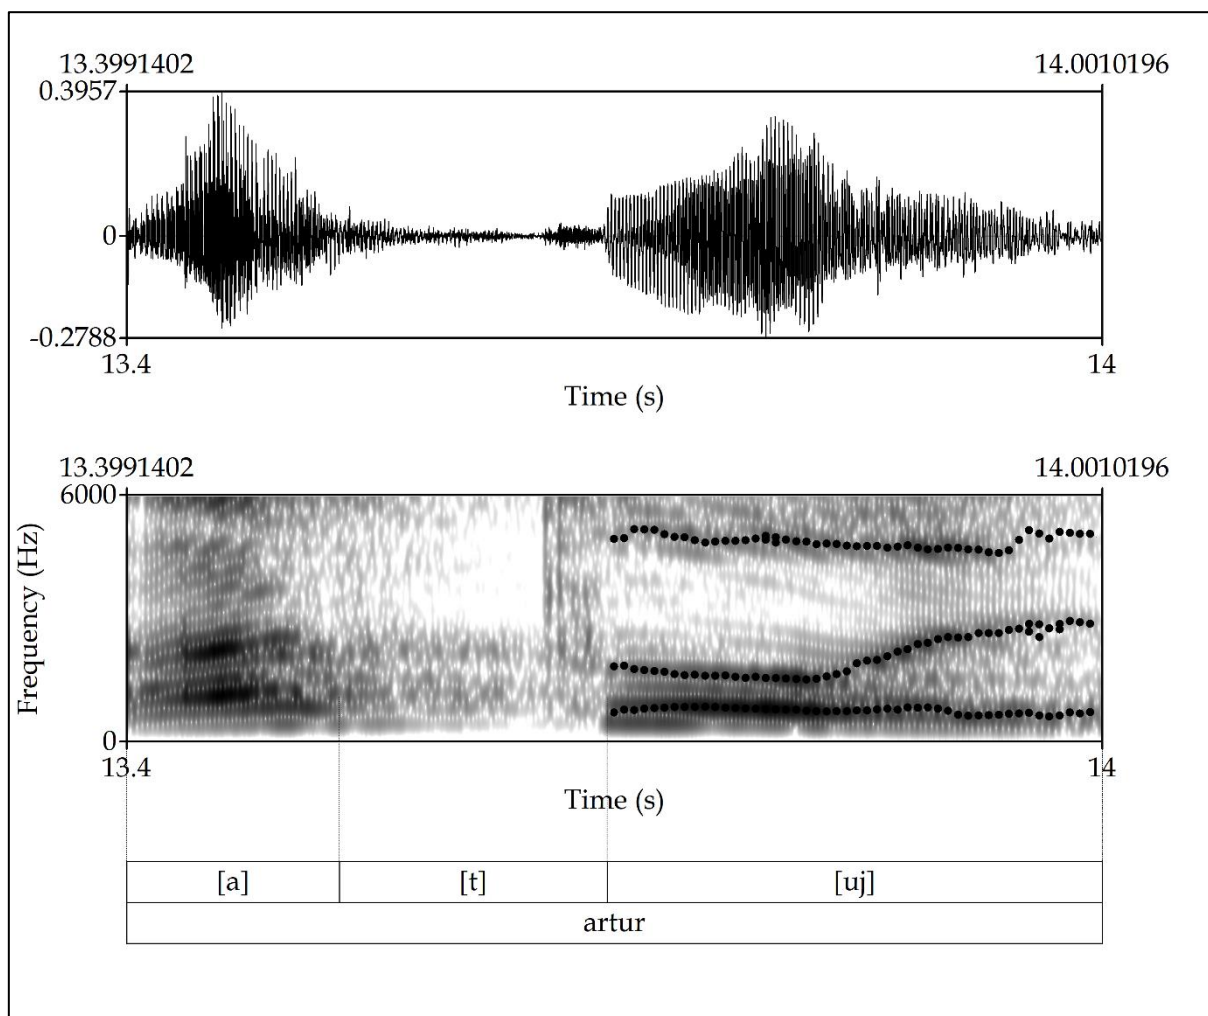 13.3991402 14.0010196
0.3957
0
-0.2788
13.4 14
Time (s)
13.3991402 14.0010196
6000
Frequency (Hz)
0
13.4 14
Time (s)
[a] [t] [uj]
artur